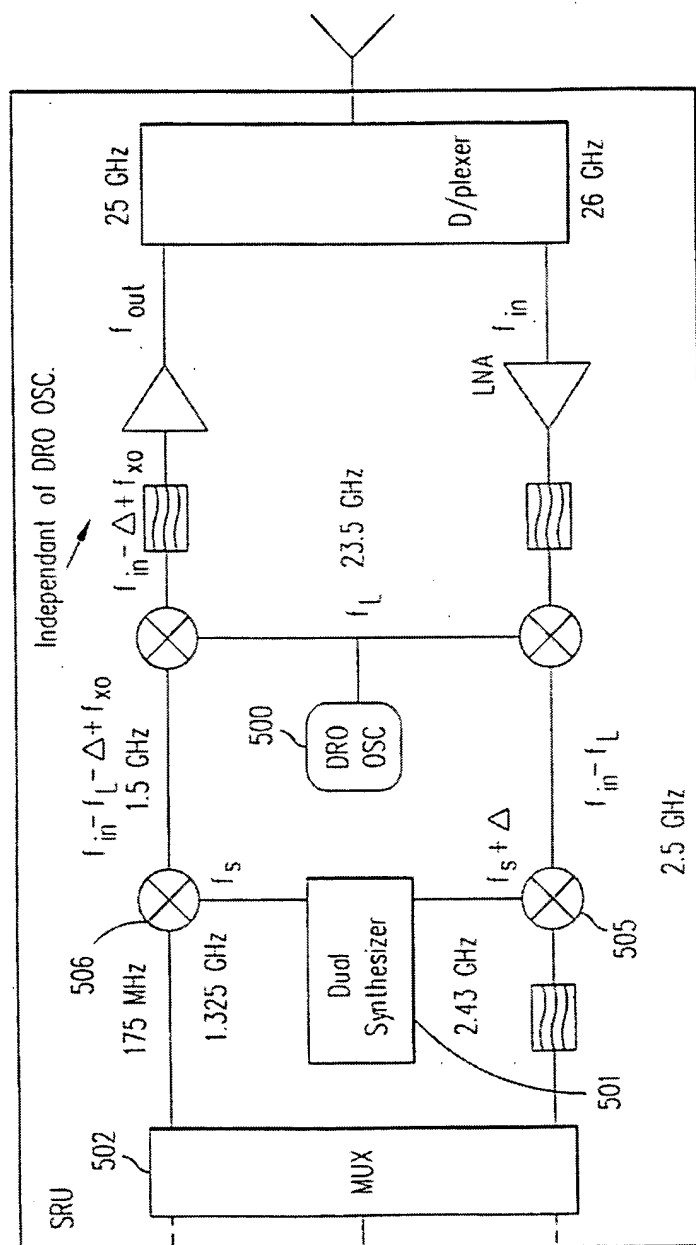 SRU
502
MUX
506
175 MHz
1.325 GHz
f_s
Dual
Synthesizer
2.43 GHz
f_s + Δ
501
505
f_in − f_L − Δ + f_xo
1.5 GHz
500
DRO
OSC
f_L
23.5 GHz
f_in − f_L
2.5 GHz
Independant of DRO OSC.
f_in − Δ + f_xo
f_out
LNA
f_in
25 GHz
D/plexer
26 GHz